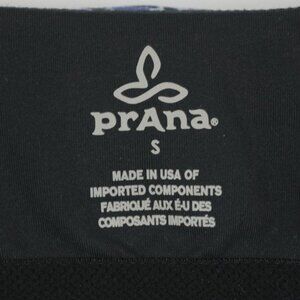 prAna®
S
MADE IN USA OF
IMPORTED COMPONENTS
FABRIQUÉ AUX É-U DES
COMPOSANTS IMPORTÉS